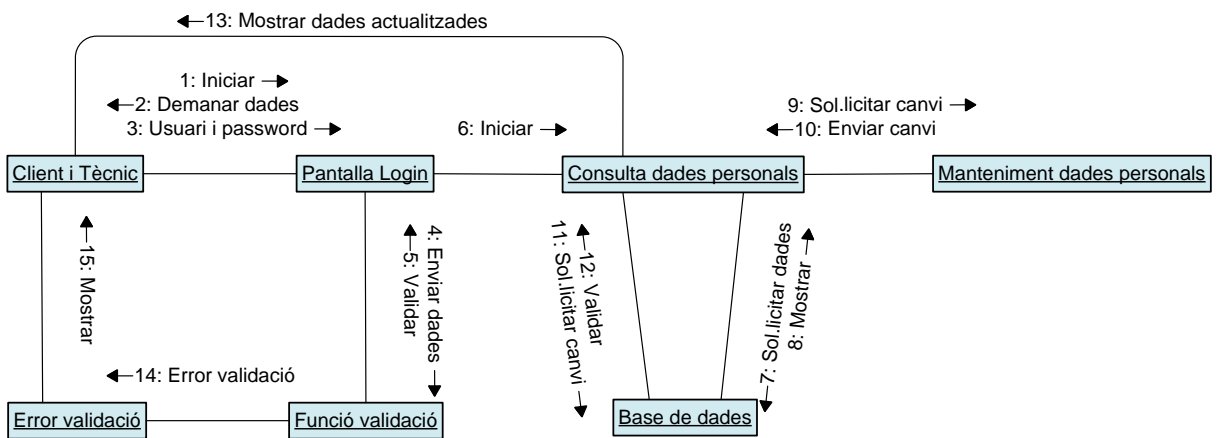 13: Mostrar dades actualitzades
1: Iniciar
2: Demanar dades
3: Usuari i password
6: Iniciar
9: Sol.licitar canvi
10: Enviar canvi
Client i Tècnic
Pantalla Login
Consulta dades personals
Manteniment dades personals
15: Mostrar
4: Enviar dades
5: Validar
12: Validar
11: Sol.licitar canvi
7: Sol.licitar dades
8: Mostrar
14: Error validació
Error validació
Funció validació
Base de dades